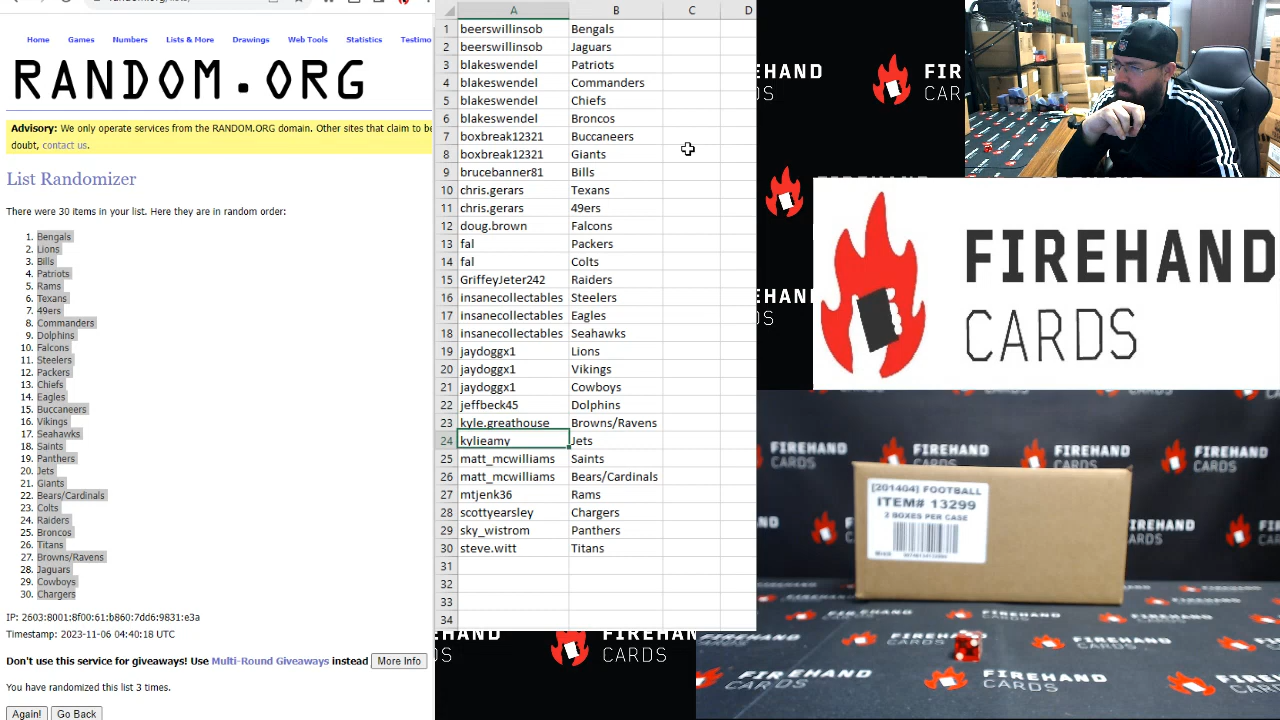 Home Games Numbers Lists & More Drawings Web Tools Statistics Testimo
RANDOM.ORG
Advisory: We only operate services from the RANDOM.ORG domain. Other sites that claim to be
doubt, contact us.
List Randomizer
There were 30 items in your list. Here they are in random order:
1. Bengals
2. Lions
3. Bills
4. Patriots
5. Rams
6. Texans
7. 49ers
8. Commanders
9. Dolphins
10. Falcons
11. Steelers
12. Packers
13. Chiefs
14. Eagles
15. Buccaneers
16. Vikings
17. Seahawks
18. Saints
19. Panthers
20. Jets
21. Giants
22. Bears/Cardinals
23. Colts
24. Raiders
25. Broncos
26. Titans
27. Browns/Ravens
28. Jaguars
29. Cowboys
30. Chargers
IP: 2603:8001:8f00:61:b860:7dd6:9831:e3a
Timestamp: 2023-11-06 04:40:18 UTC
Don't use this service for giveaways! Use Multi-Round Giveaways instead More Info
You have randomized this list 3 times.
Again! Go Back
A B C D
1 beerswillinsob Bengals
2 beerswillinsob Jaguars
3 blakeswendel Patriots
4 blakeswendel Commanders
5 blakeswendel Chiefs
6 blakeswendel Broncos
7 boxbreak12321 Buccaneers
8 boxbreak12321 Giants
9 brucebanner81 Bills
10 chris.gerars Texans
11 chris.gerars 49ers
12 doug.brown Falcons
13 fal Packers
14 fal Colts
15 GriffeyJeter242 Raiders
16 insanecollectables Steelers
17 insanecollectables Eagles
18 insanecollectables Seahawks
19 jaydoggx1 Lions
20 jaydoggx1 Vikings
21 jaydoggx1 Cowboys
22 jeffbeck45 Dolphins
23 kyle.greathouse Browns/Ravens
24 kylieamy Jets
25 matt_mcwilliams Saints
26 matt_mcwilliams Bears/Cardinals
27 mtjenk36 Rams
28 scottyearsley Chargers
29 sky_wistrom Panthers
30 steve.witt Titans
31
32
33
34
FIREHAND
CARDS
[201404] FOOTBALL
ITEM# 13299
2 BOXES PER CASE